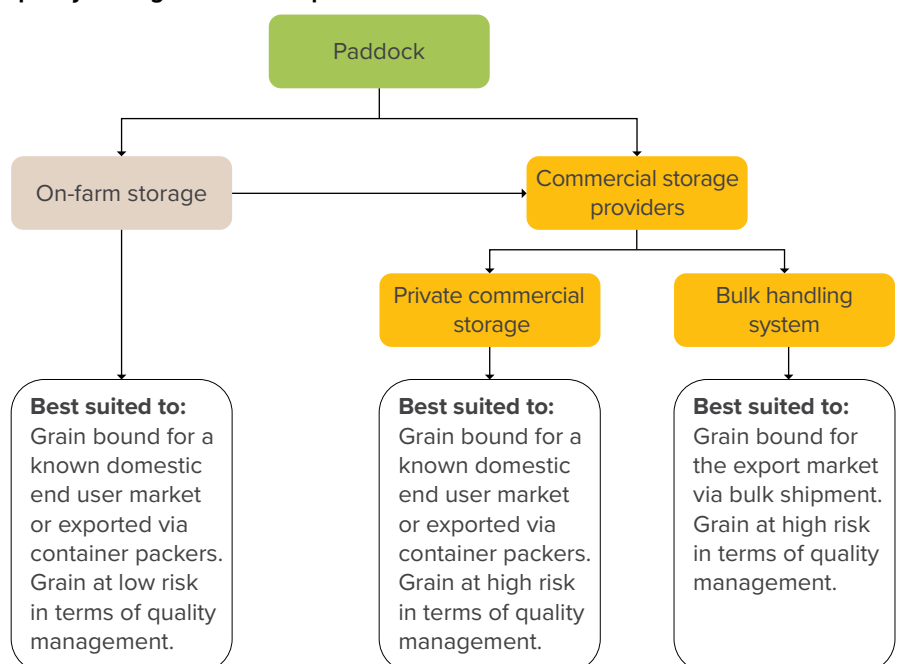 Paddock
On-farm storage
Commercial storage
providers
Private commercial
storage
Bulk handling
system
Best suited to:
Grain bound for a
known domestic
end user market
or exported via
container packers.
Grain at low risk
in terms of quality
management.
Best suited to:
Grain bound for a
known domestic
end user market
or exported via
container packers.
Grain at high risk
in terms of quality
management.
Best suited to:
Grain bound for
the export market
via bulk shipment.
Grain at high risk
in terms of quality
management.